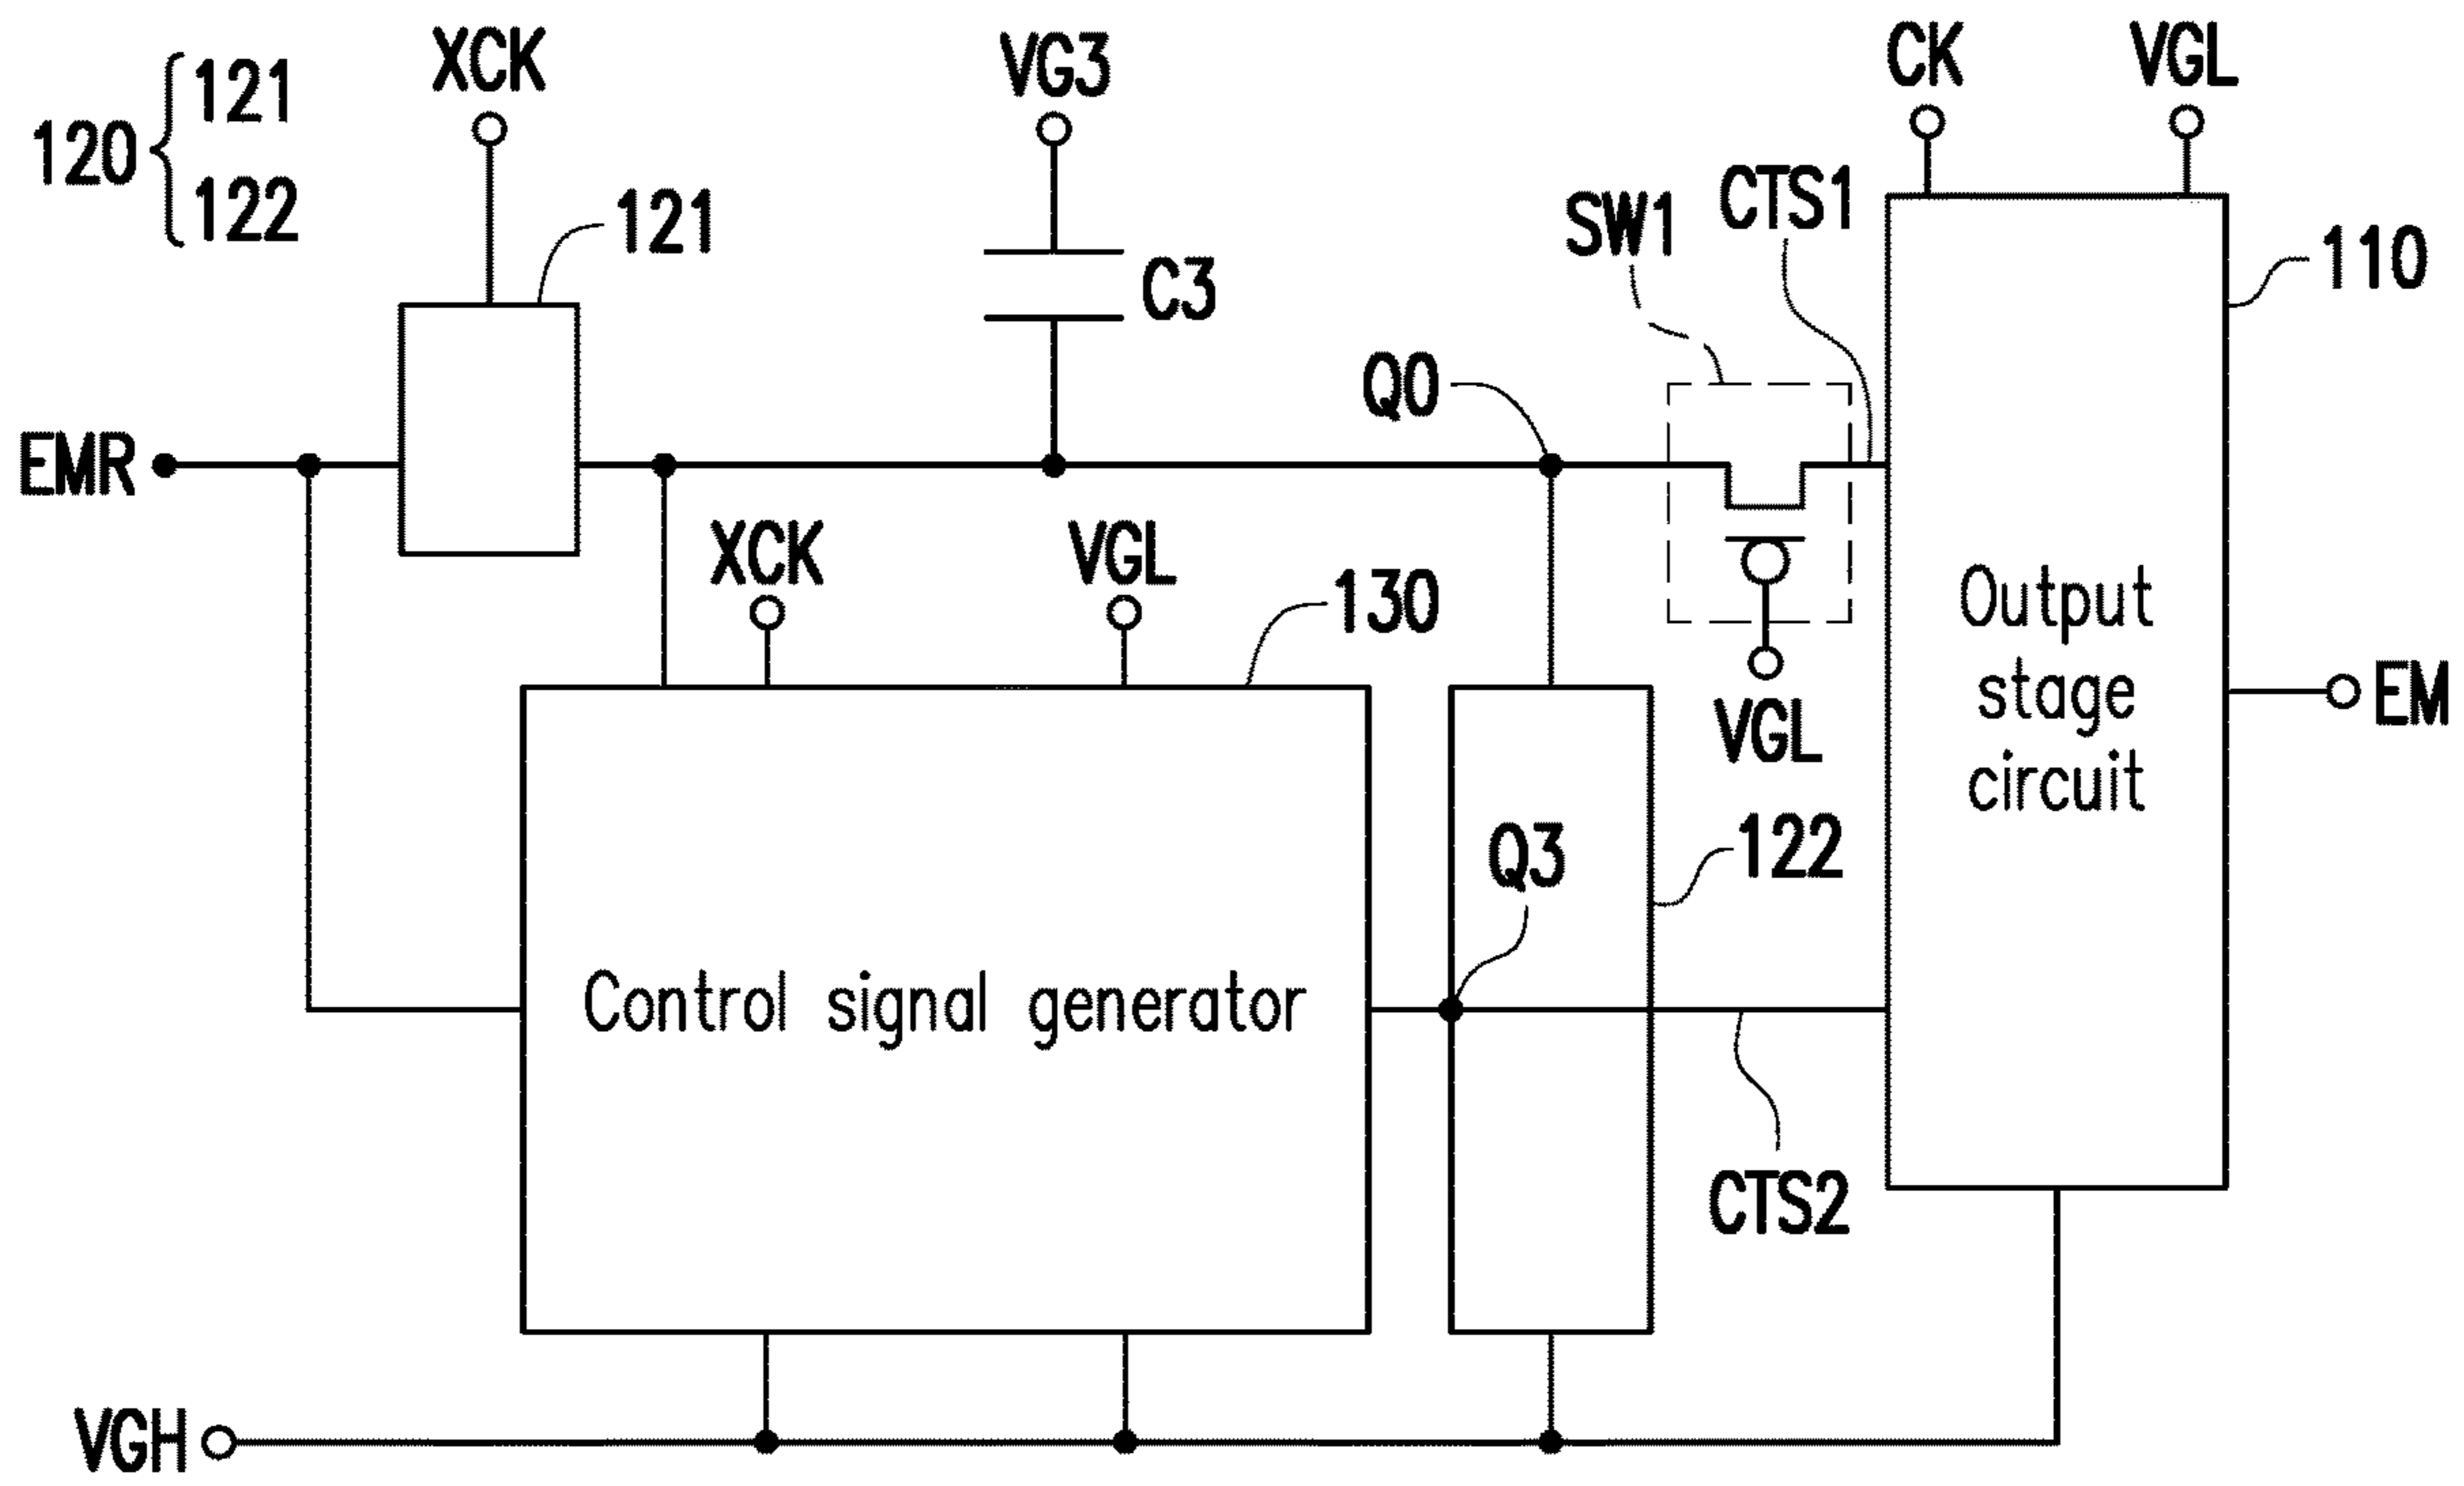 XCK
VG3
CK
VGL
120
121
122
121
SW1
CTS1
110
C3
Q0
EMR
XCK
VGL
130
Output
stage
circuit
EM
VGL
Q3
122
Control signal generator
CTS2
VGH